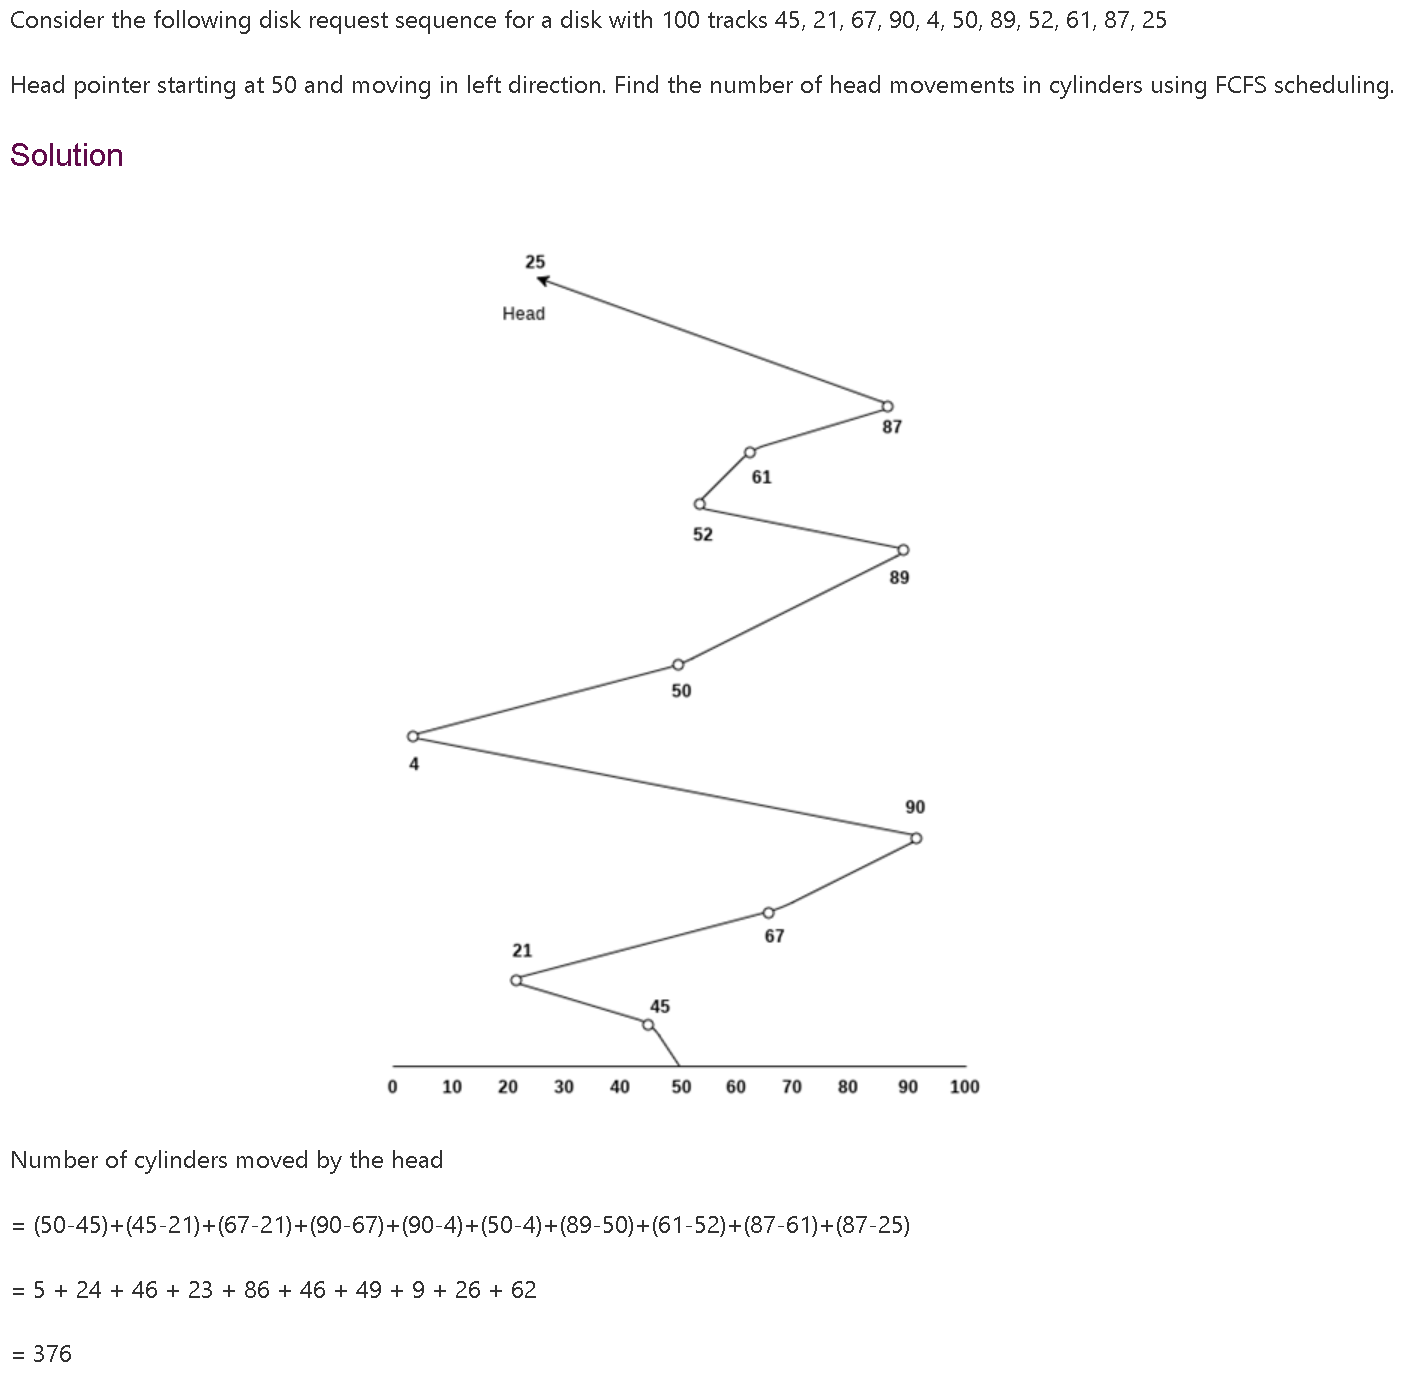 Consider the following disk request sequence for a disk with 100 tracks 45, 21, 67, 90, 4, 50, 89, 52, 61, 87, 25
Head pointer starting at 50 and moving in left direction. Find the number of head movements in cylinders using FCFS scheduling.
Solution
25
Head
87
61
52
89
50
4
90
67
21
45
0 10 20 30 40 50 60 70 80 90 100
Number of cylinders moved by the head
= (50-45)+(45-21)+(67-21)+(90-67)+(90-4)+(50-4)+(89-50)+(61-52)+(87-61)+(87-25)
= 5 + 24 + 46 + 23 + 86 + 46 + 49 + 9 + 26 + 62
= 376